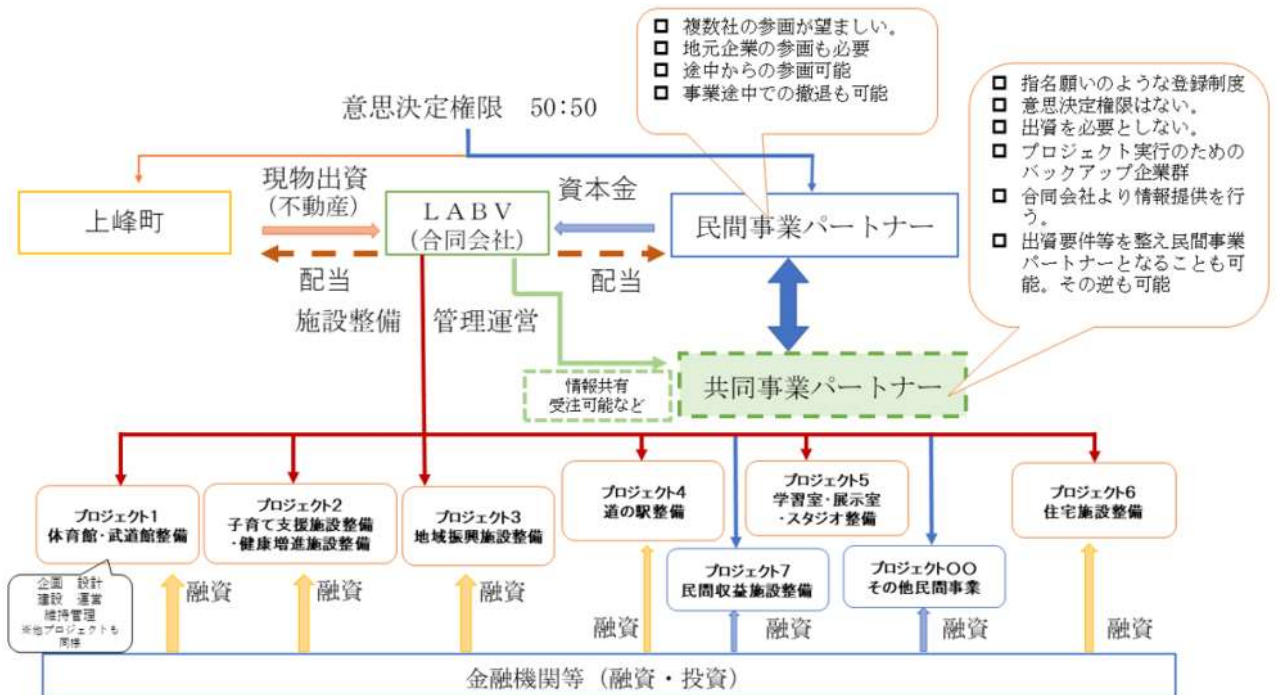 複数社の参画が望ましい。
地元企業の参画も必要
途中からの参画可能
事業途中での撤退も可能
指名願いのような登録制度
意思決定権限はない。
出資を必要としない。
プロジェクト実行のための
バックアップ企業群
合同会社より情報提供を行
う。
出資要件等を整え民間事業
パートナーとなることも可
能。その逆も可能
意思決定権限 50:50
上峰町
現物出資
(不動産)
配当
LABV
(合同会社)
資本金
配当
民間事業パートナー
施設整備
管理運営
情報共有
受注可能など
共同事業パートナー
プロジェクト1
体育館・武道館整備
プロジェクト2
子育て支援施設整備
・健康増進施設整備
プロジェクト3
地域振興施設整備
プロジェクト4
道の駅整備
プロジェクト5
学習室・展示室
・スタジオ整備
プロジェクト6
住宅施設整備
プロジェクト7
民間収益施設整備
プロジェクト〇〇
その他民間事業
企画 設計
建設 運営
維持管理
※他プロジェクトも
同様
融資
融資
融資
融資
融資
融資
融資
金融機関等(融資・投資)